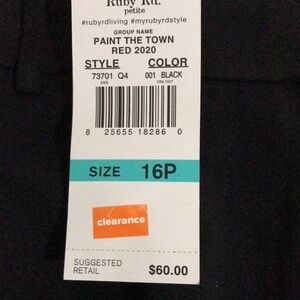 Ruby Rd.
petite
#rubyrdliving #myrubyrdstyle
GROUP NAME
PAINT THE TOWN
RED 2020
STYLE COLOR
73701 Q4 001 BLACK
8 25655 18286 0
SIZE 16P
clearance
SUGGESTED
RETAIL $60.00